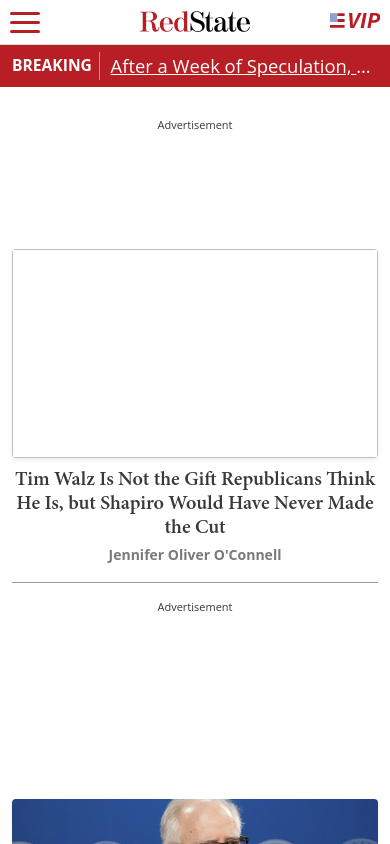 RedState
VIP
BREAKING After a Week of Speculation, ...
Advertisement
Tim Walz Is Not the Gift Republicans Think
He Is, but Shapiro Would Have Never Made
the Cut
Jennifer Oliver O'Connell
Advertisement